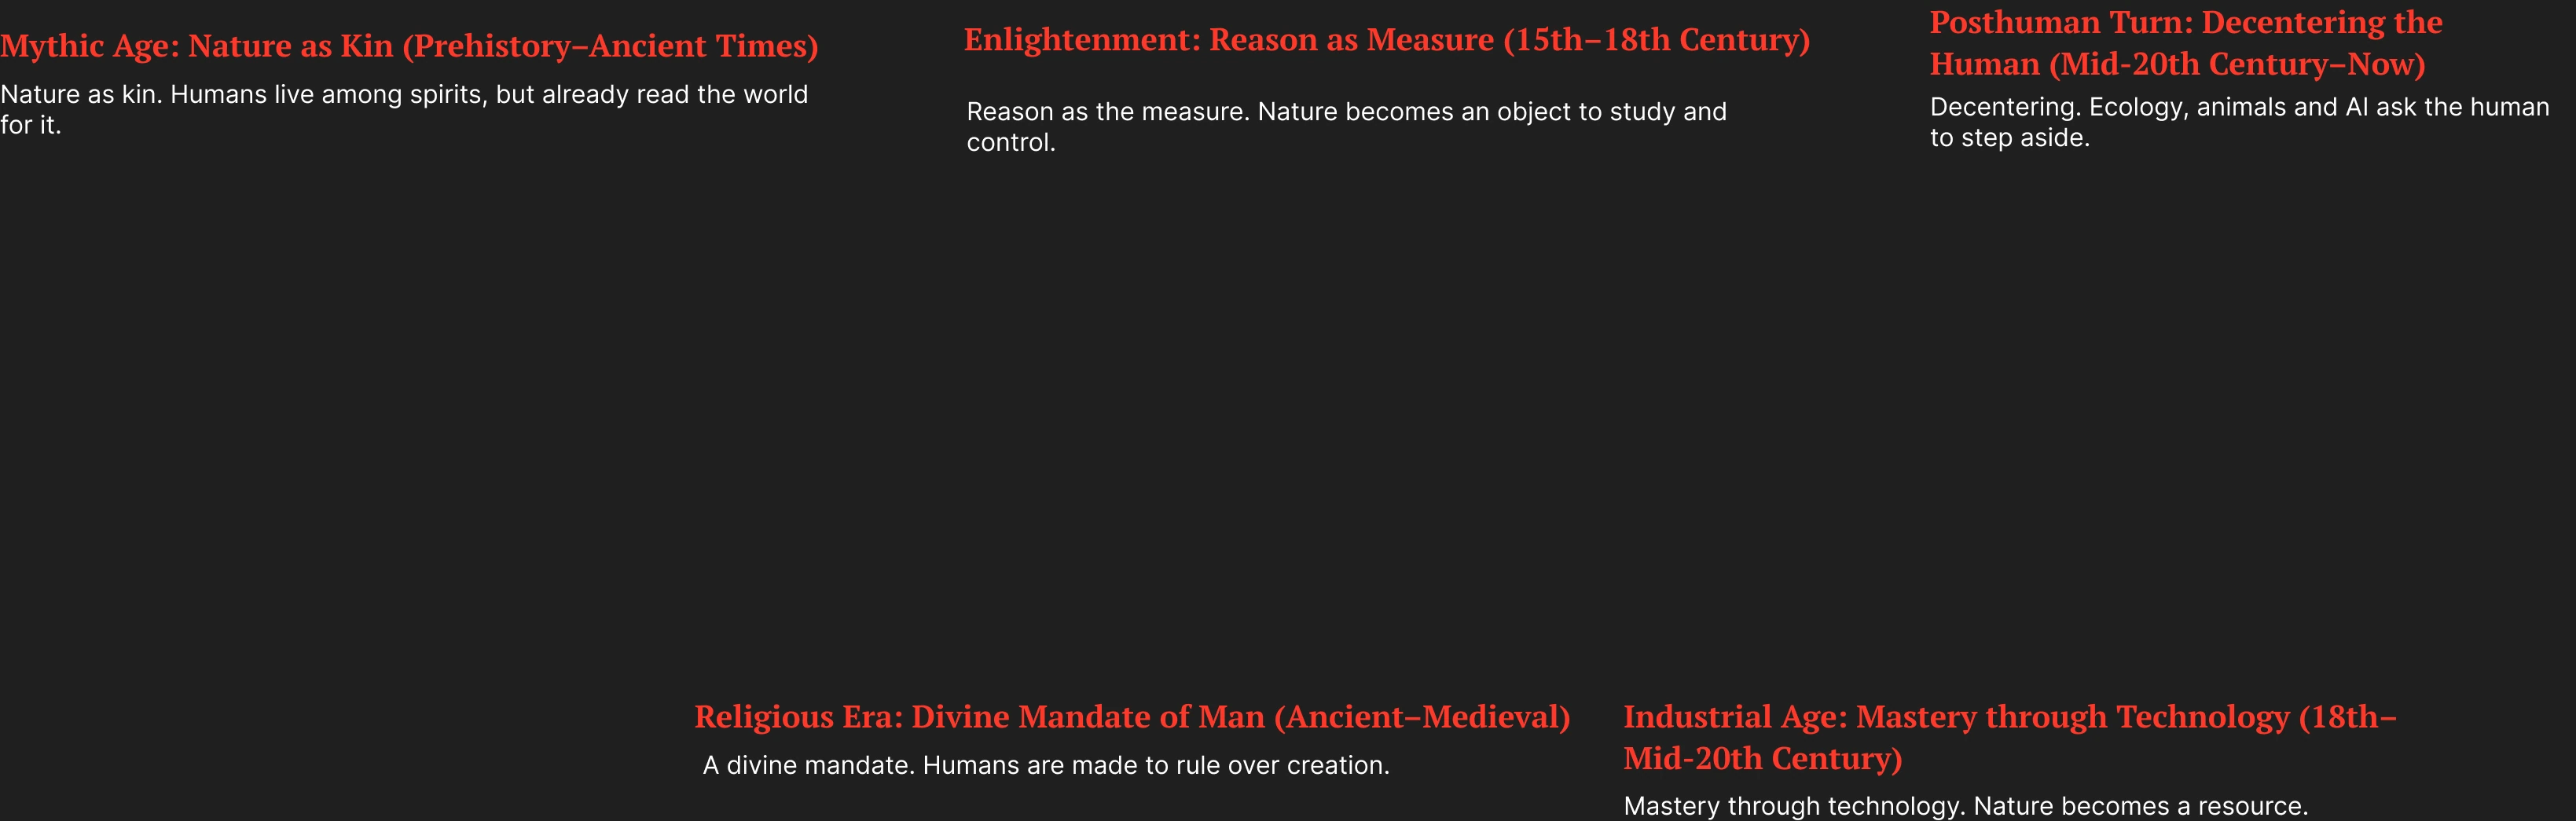 Mythic Age: Nature as Kin (Prehistory–Ancient Times)
Nature as kin. Humans live among spirits, but already read the world
for it.
Enlightenment: Reason as Measure (15th–18th Century)
Reason as the measure. Nature becomes an object to study and
control.
Posthuman Turn: Decentering the
Human (Mid-20th Century–Now)
Decentering. Ecology, animals and AI ask the human
to step aside.
Religious Era: Divine Mandate of Man (Ancient–Medieval)
A divine mandate. Humans are made to rule over creation.
Industrial Age: Mastery through Technology (18th–
Mid-20th Century)
Mastery through technology. Nature becomes a resource.